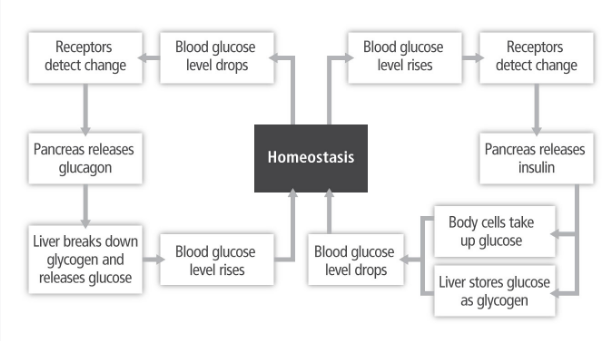 Receptors
detect change
Blood glucose
level drops
Blood glucose
level rises
Receptors
detect change
Homeostasis
Pancreas releases
glucagon
Pancreas releases
insulin
Liver breaks down
glycogen and
releases glucose
Blood glucose
level rises
Blood glucose
level drops
Body cells take
up glucose
Liver stores glucose
as glycogen